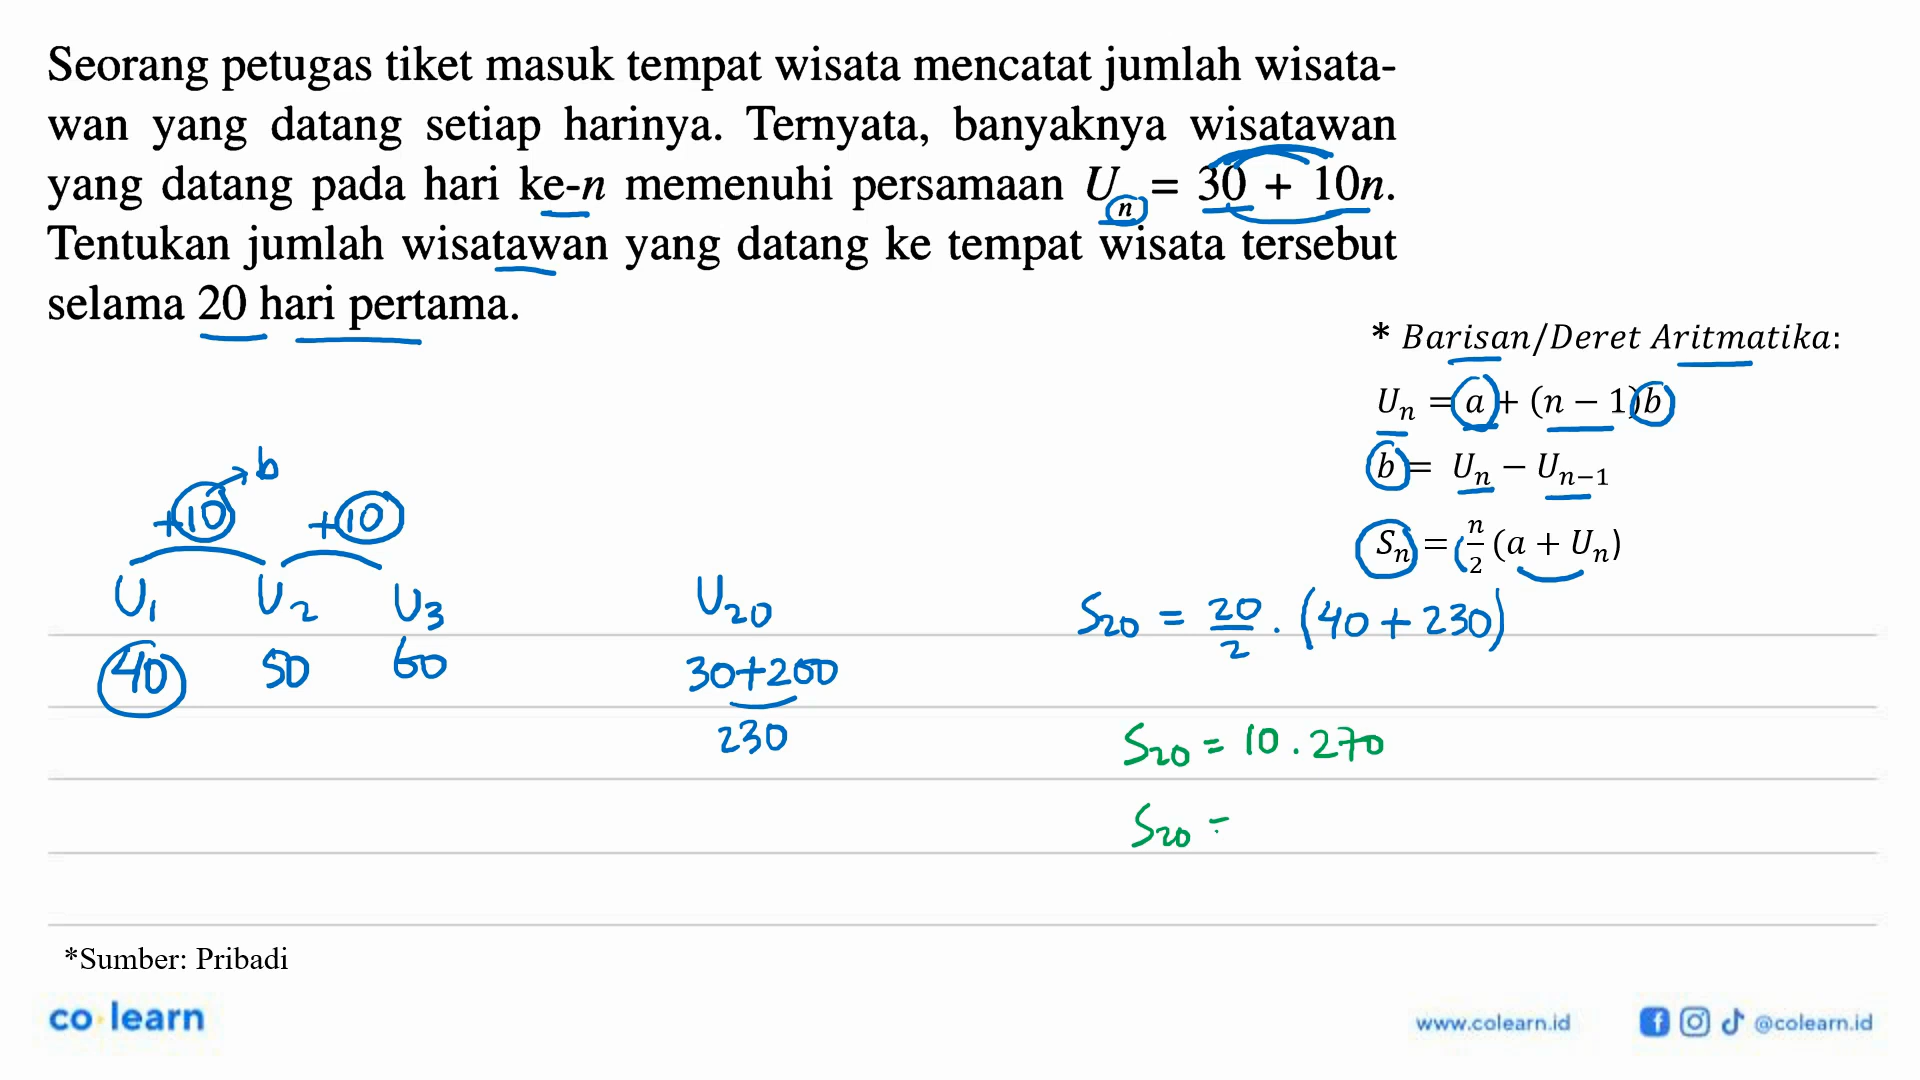 Seorang petugas tiket masuk tempat wisata mencatat jumlah wisata-
wan yang datang setiap harinya. Ternyata, banyaknya wisatawan
yang datang pada hari ke-n memenuhi persamaan Uₙ = 30 + 10n.
Tentukan jumlah wisatawan yang datang ke tempat wisata tersebut
selama 20 hari pertama.
* Barisan/Deret Aritmatika:
Uₙ = a + (n − 1)b
b = Uₙ − Uₙ₋₁
Sₙ = n/2 (a + Uₙ)
b
+10 +10
U₁ U₂ U₃ U₂₀
40 50 60 30+200
230
S₂₀ = 20/2 . (40 + 230)
S₂₀ = 10 . 270
S₂₀ =
*Sumber: Pribadi
co learn
www.colearn.id @colearn.id